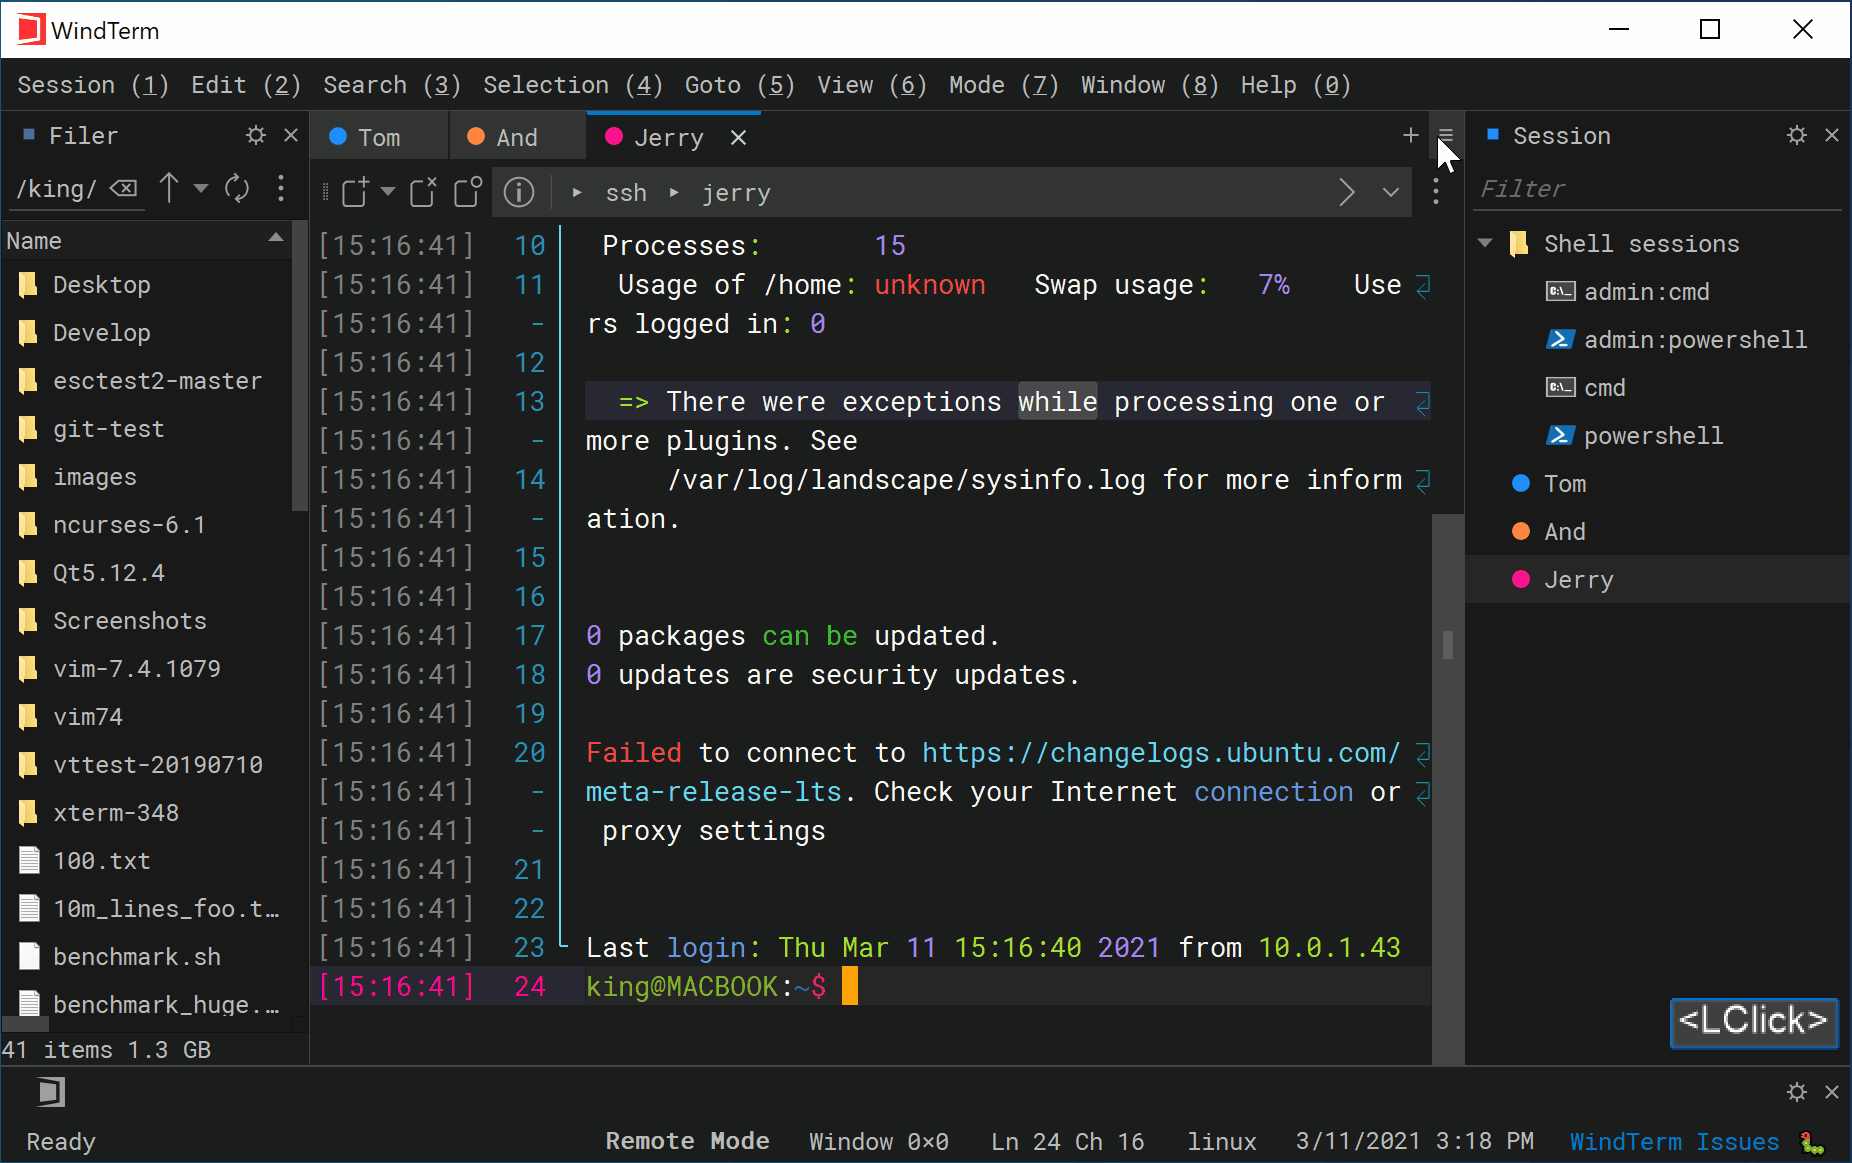 WindTerm
Session (1) Edit (2) Search (3) Selection (4) Goto (5) View (6) Mode (7) Window (8) Help (0)
Filer
/king/
Name
Desktop
Develop
esctest2-master
git-test
images
ncurses-6.1
Qt5.12.4
Screenshots
vim-7.4.1079
vim74
vttest-20190710
xterm-348
100.txt
10m_lines_foo.t…
benchmark.sh
benchmark_huge.…
41 items 1.3 GB
Tom And Jerry
ssh jerry
[15:16:41] 10 Processes: 15
[15:16:41] 11 Usage of /home: unknown Swap usage: 7% Use
[15:16:41] - rs logged in: 0
[15:16:41] 12
[15:16:41] 13 => There were exceptions while processing one or
[15:16:41] - more plugins. See
[15:16:41] 14 /var/log/landscape/sysinfo.log for more inform
[15:16:41] - ation.
[15:16:41] 15
[15:16:41] 16
[15:16:41] 17 0 packages can be updated.
[15:16:41] 18 0 updates are security updates.
[15:16:41] 19
[15:16:41] 20 Failed to connect to https://changelogs.ubuntu.com/
[15:16:41] - meta-release-lts. Check your Internet connection or
[15:16:41] - proxy settings
[15:16:41] 21
[15:16:41] 22
[15:16:41] 23 Last login: Thu Mar 11 15:16:40 2021 from 10.0.1.43
[15:16:41] 24 king@MACBOOK:~$
Session
Filter
Shell sessions
admin:cmd
admin:powershell
cmd
powershell
Tom
And
Jerry
<LClick>
Ready Remote Mode Window 0×0 Ln 24 Ch 16 linux 3/11/2021 3:18 PM WindTerm Issues